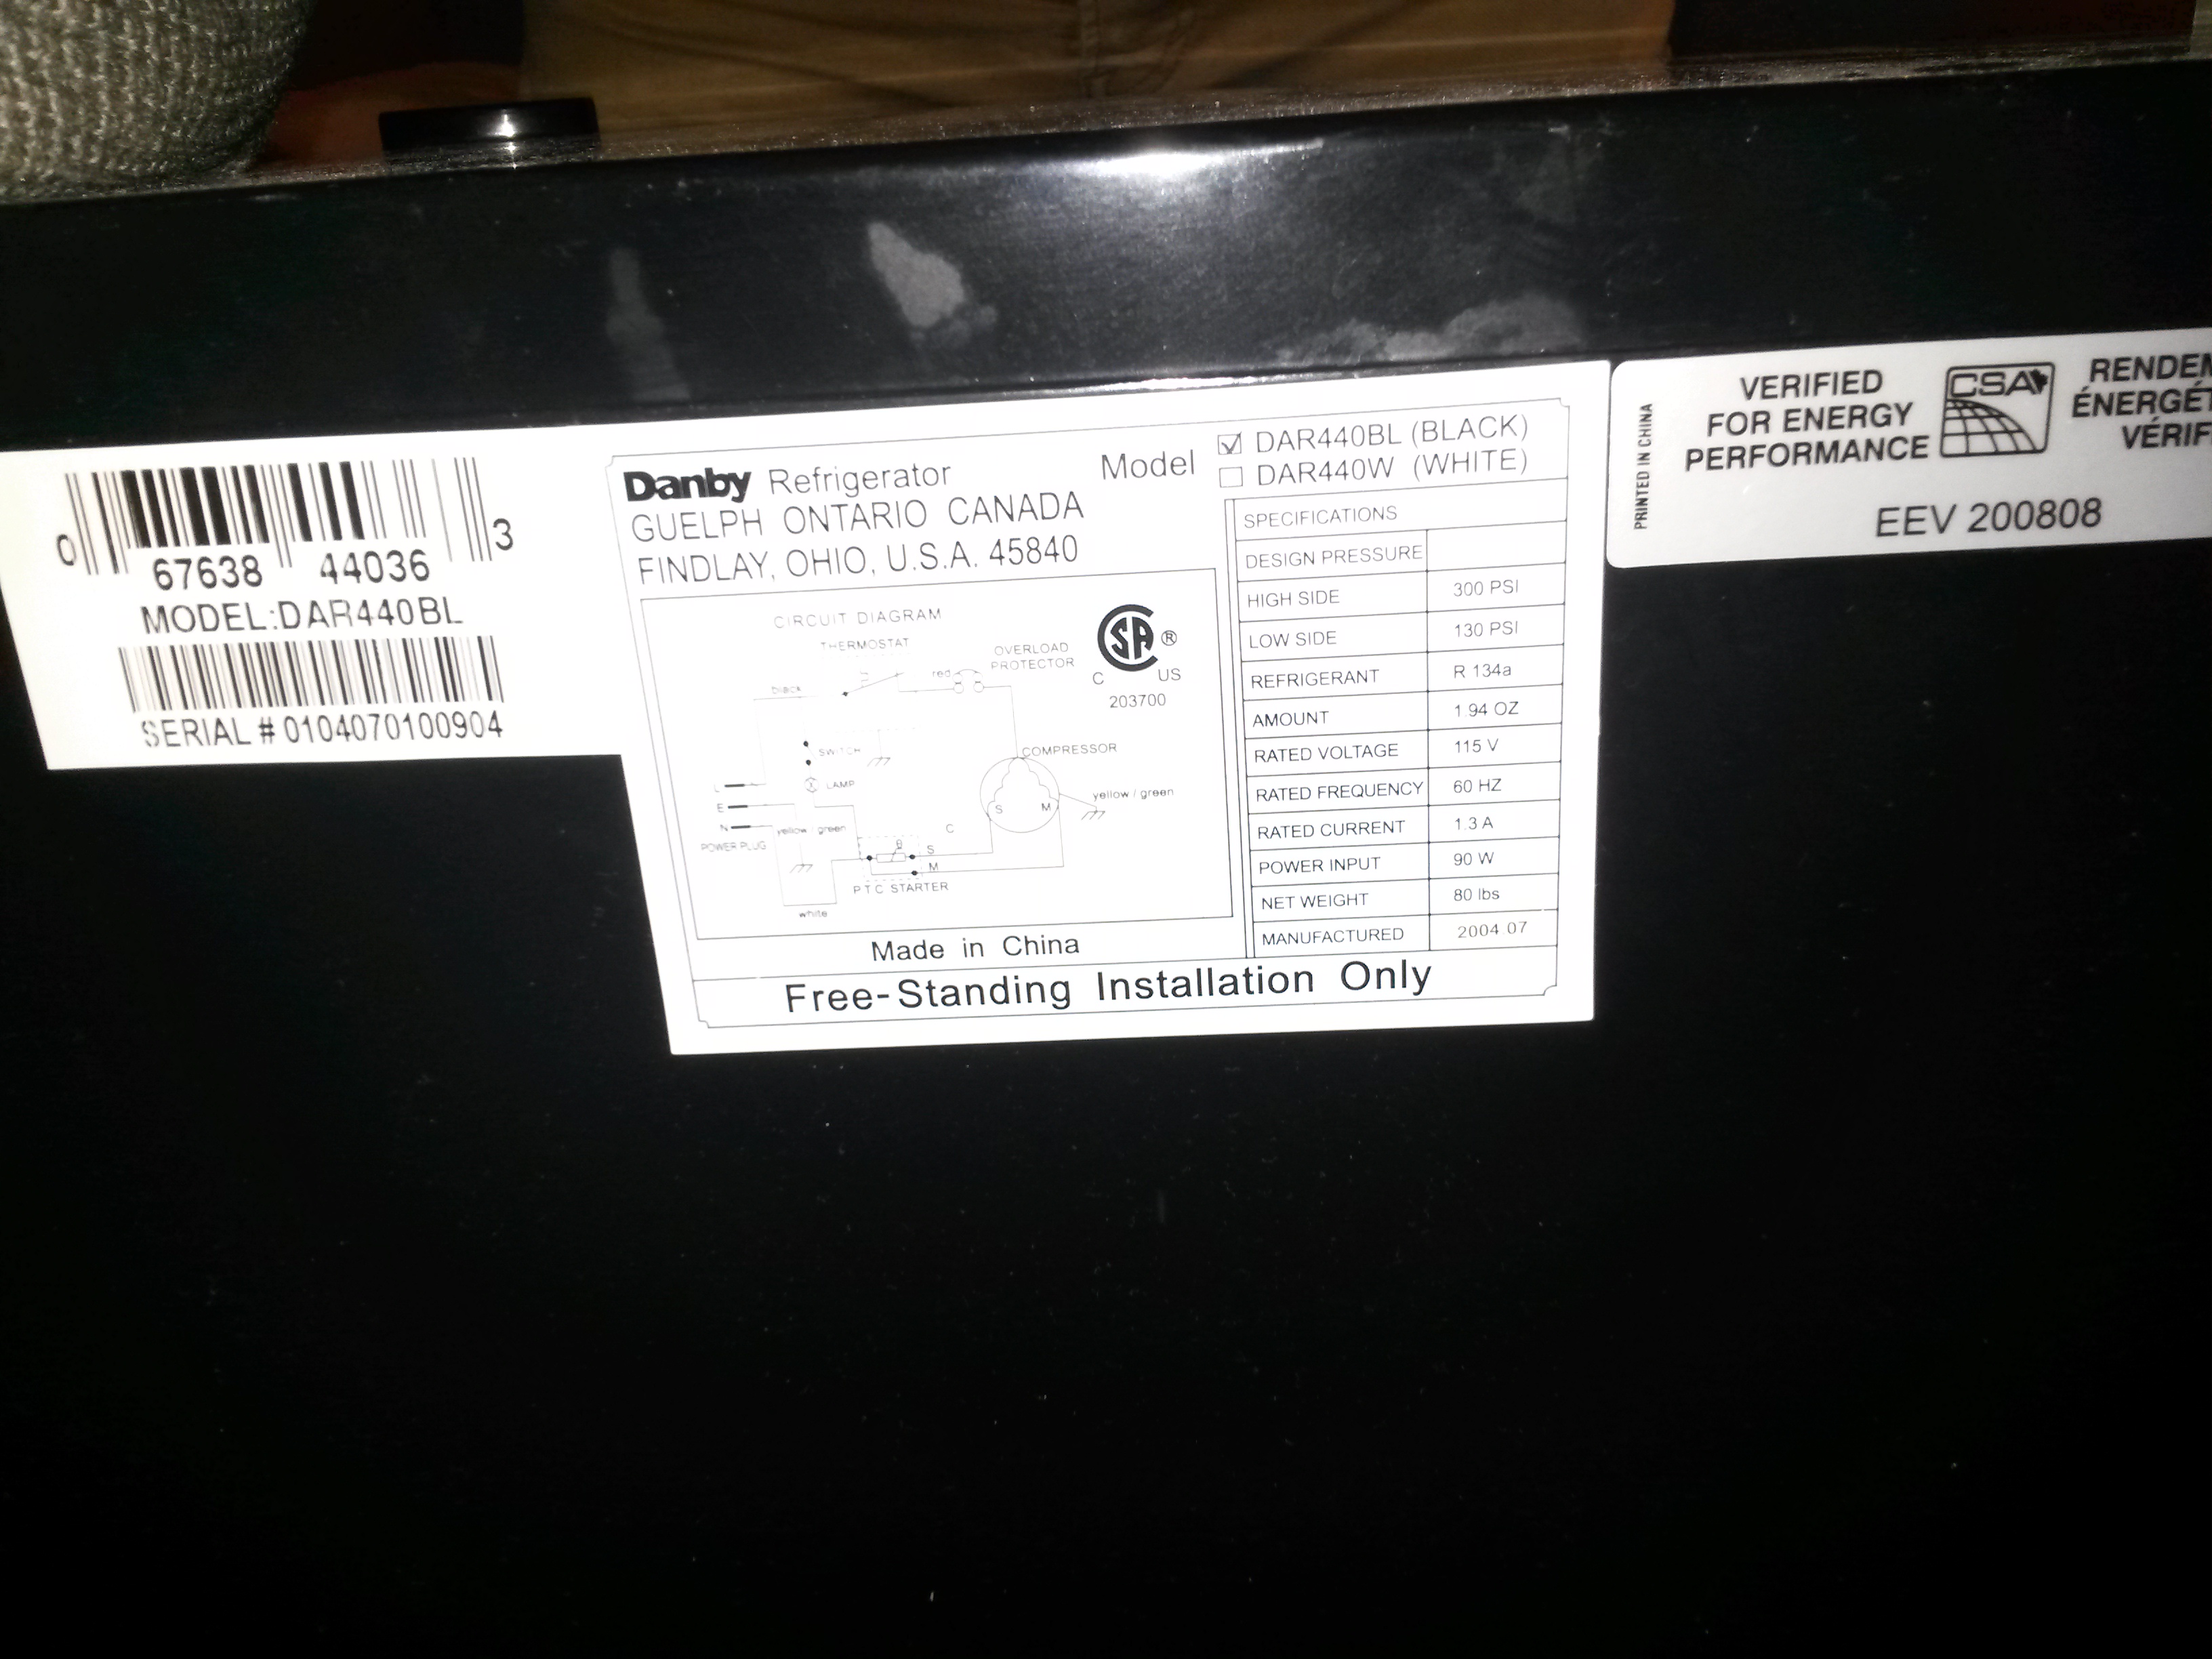 0 67638 44036 3
MODEL:DAR440BL
SERIAL # 0104070100904
Danby Refrigerator
GUELPH ONTARIO CANADA
FINDLAY, OHIO, U.S.A. 45840
Model
DAR440BL (BLACK)
DAR440W (WHITE)
CIRCUIT DIAGRAM
THERMOSTAT
OVERLOAD
PROTECTOR
red
black
SWITCH
LAMP
COMPRESSOR
S M
yellow / green
L
E
N
POWER PLUG
yellow / green
C
θ
S
M
PTC STARTER
white
CSA ®
C US
203700
SPECIFICATIONS
DESIGN PRESSURE
HIGH SIDE 300 PSI
LOW SIDE 130 PSI
REFRIGERANT R 134a
AMOUNT 1.94 OZ
RATED VOLTAGE 115 V
RATED FREQUENCY 60 HZ
RATED CURRENT 1.3 A
POWER INPUT 90 W
NET WEIGHT 80 lbs
MANUFACTURED 2004 07
Made in China
Free-Standing Installation Only
PRINTED IN CHINA
VERIFIED
FOR ENERGY
PERFORMANCE
CSA
RENDEM
ÉNERGÉT
VÉRIF
EEV 200808